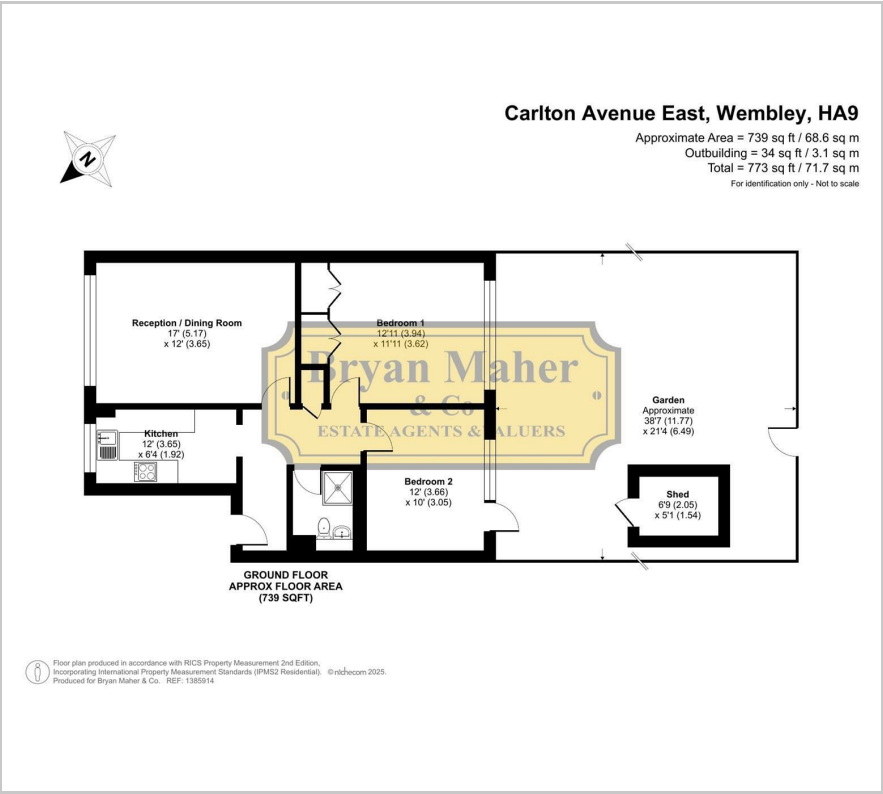 Carlton Avenue East, Wembley, HA9
Approximate Area = 739 sq ft / 68.6 sq m
Outbuilding = 34 sq ft / 3.1 sq m
Total = 773 sq ft / 71.7 sq m
For identification only - Not to scale
N
Reception / Dining Room
17' (5.17)
x 12' (3.65)
Bedroom 1
12'11 (3.94)
x 11'11 (3.62)
Bryan Maher
& Co
ESTATE AGENTS & VALUERS
Garden
Approximate
38'7 (11.77)
x 21'4 (6.49)
Kitchen
12' (3.65)
x 6'4 (1.92)
Bedroom 2
12' (3.66)
x 10' (3.05)
Shed
6'9 (2.05)
x 5'1 (1.54)
GROUND FLOOR
APPROX FLOOR AREA
(739 SQFT)
Floor plan produced in accordance with RICS Property Measurement 2nd Edition,
Incorporating International Property Measurement Standards (IPMS2 Residential). © nichecom 2025.
Produced for Bryan Maher & Co. REF: 1385914